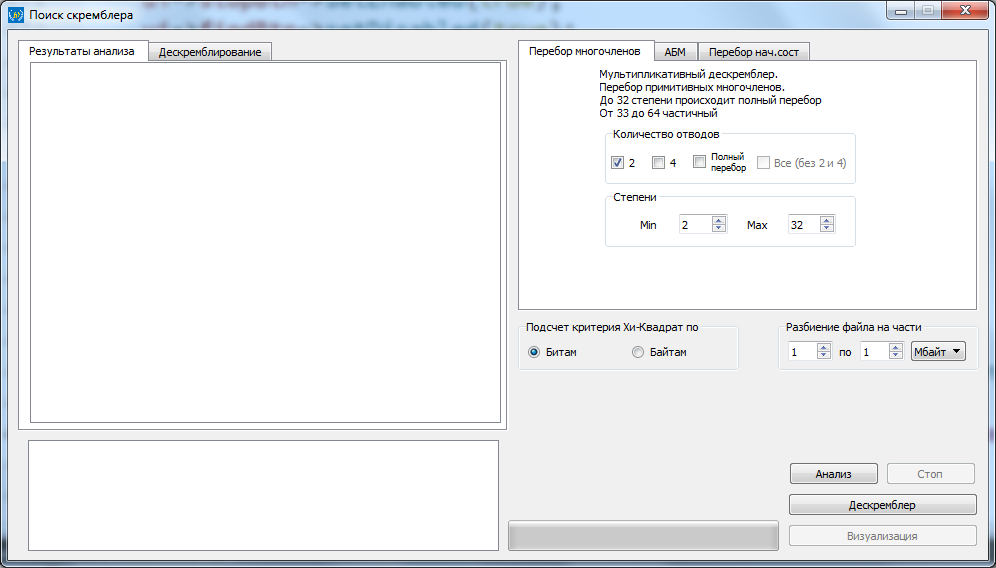 Поиск скремблера
Результаты анализа
Дескремблирование
Перебор многочленов
АБМ
Перебор нач.сост
Мультипликативный дескремблер.
Перебор примитивных многочленов.
До 32 степени происходит полный перебор
От 33 до 64 частичный
Количество отводов
2
4
Полный
перебор
Все (без 2 и 4)
Степени
Min
2
Max
32
Подсчет критерия Хи-Квадрат по
Битам
Байтам
Разбиение файла на части
1
по
1
Мбайт
Анализ
Стоп
Дескремблер
Визуализация